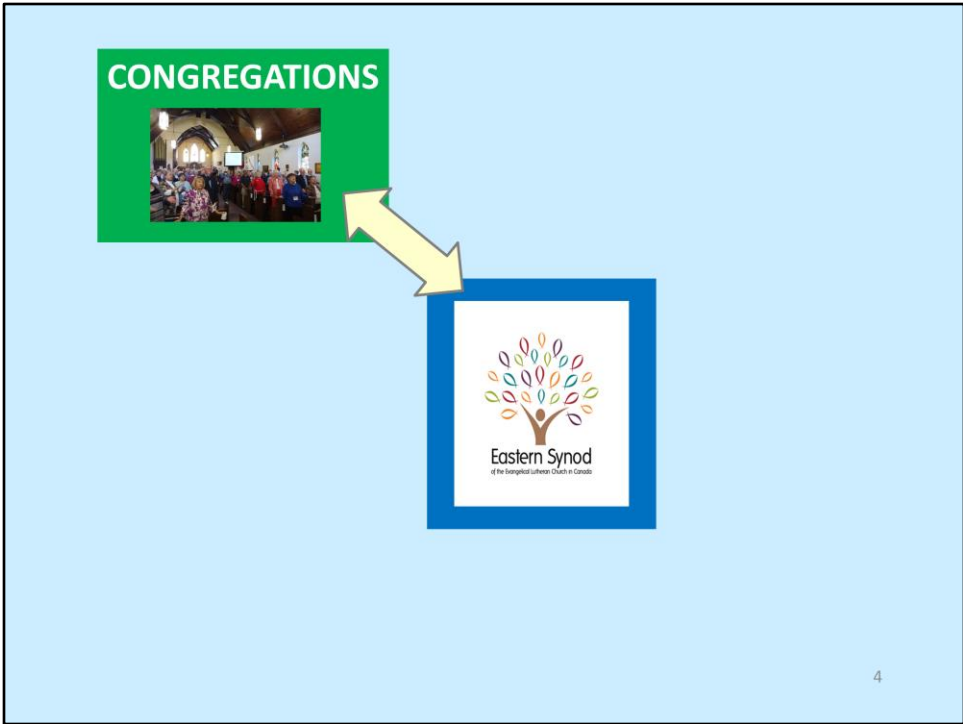 CONGREGATIONS
Eastern Synod
of the Evangelical Lutheran Church in Canada
4